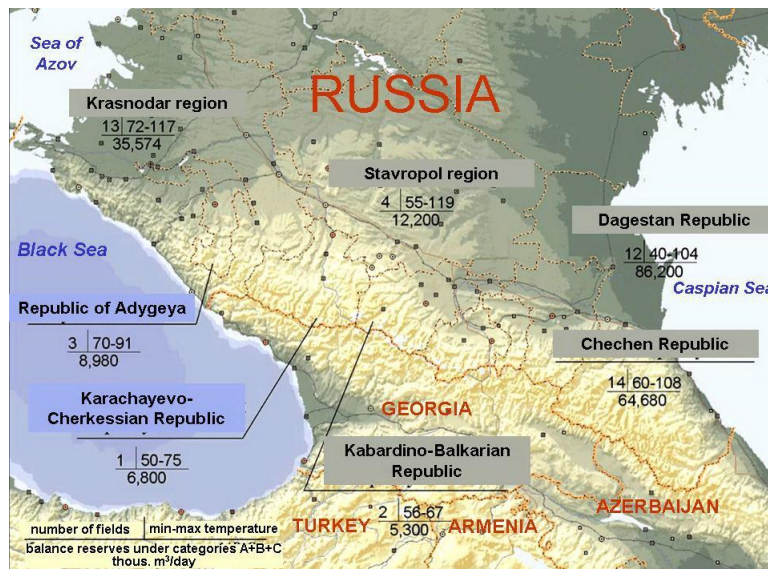 Sea of
Azov
RUSSIA
Krasnodar region
13 72-117
35,574
Stavropol region
4 55-119
12,200
Dagestan Republic
12 40-104
86,200
Black Sea
Caspian Sea
Republic of Adygeya
3 70-91
8,980
Chechen Republic
14 60-108
64,680
Karachayevo-
Cherkessian Republic
1 50-75
6,800
GEORGIA
Kabardino-Balkarian
Republic
2 56-67
5,300
TURKEY
ARMENIA
AZERBAIJAN
number of fields min-max temperature
balance reserves under categories A+B+C
thous. m³/day